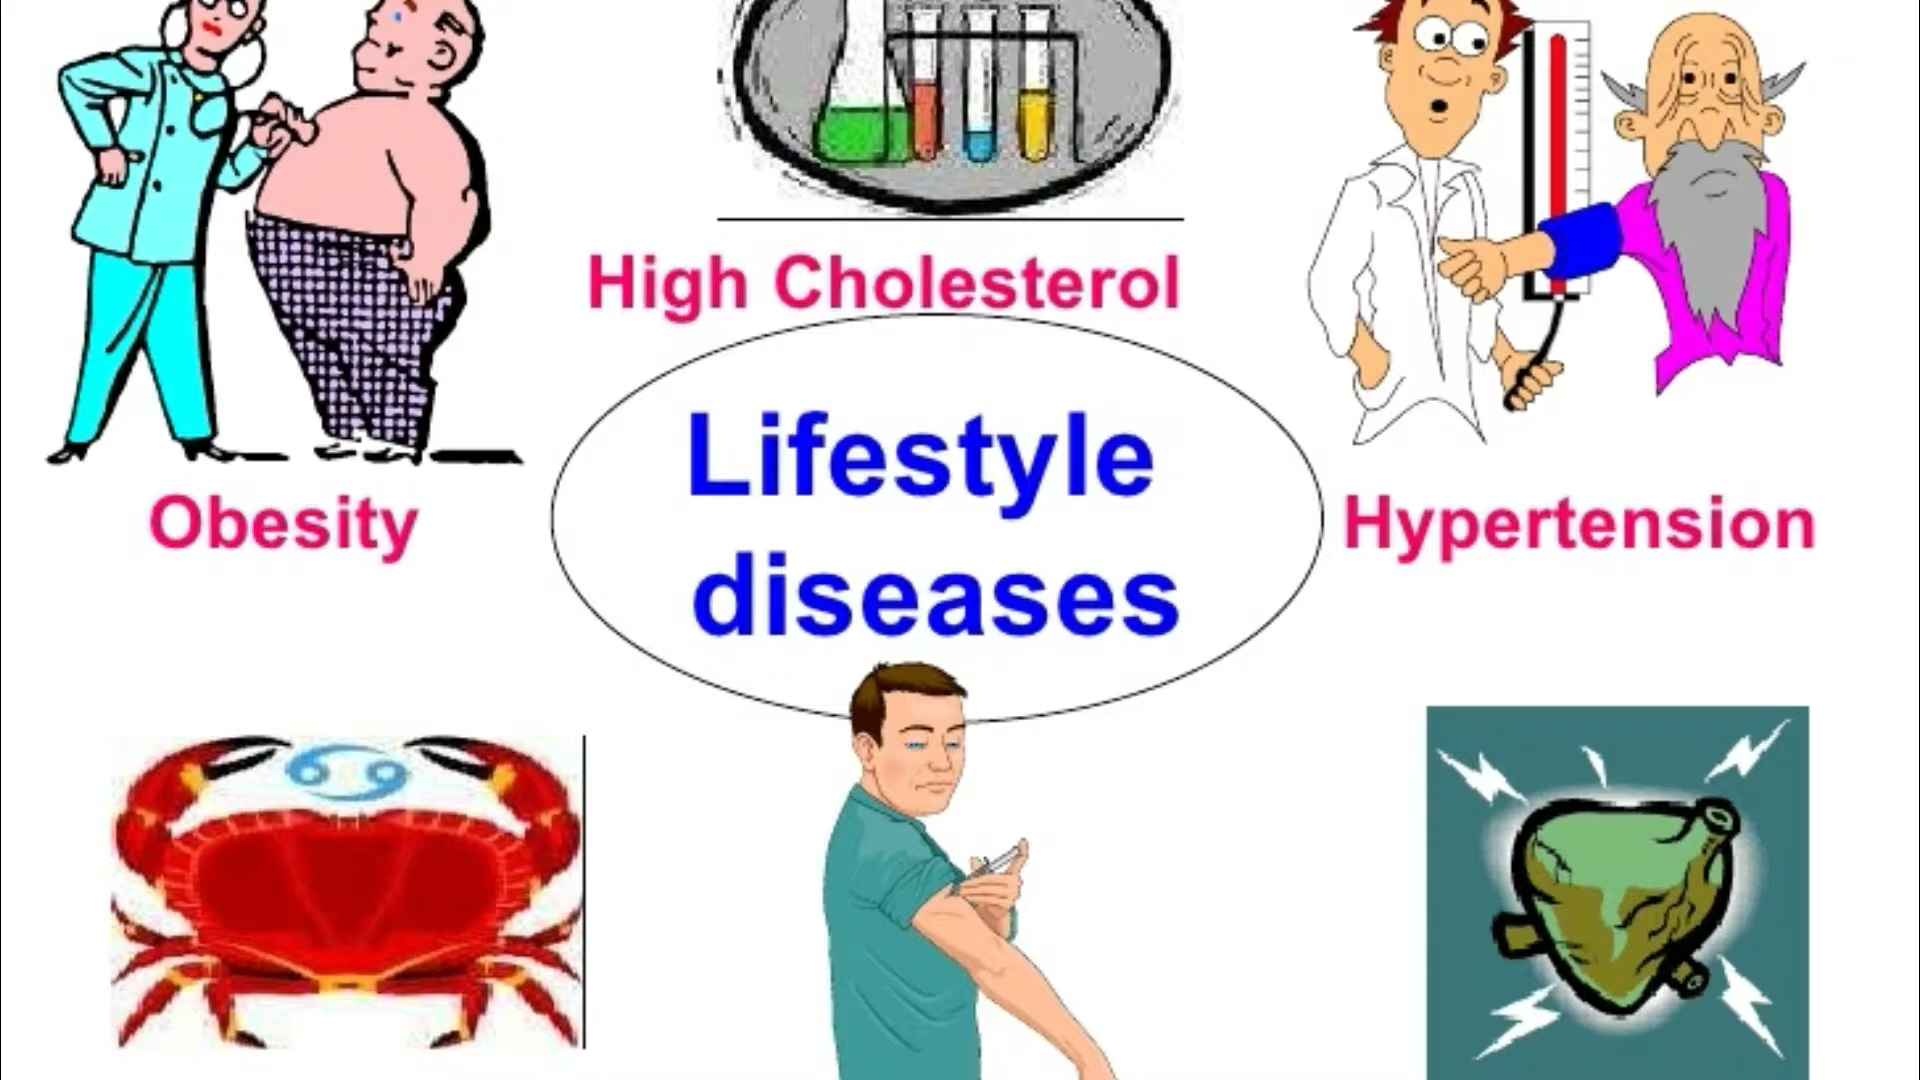 High Cholesterol
Lifestyle
diseases
Obesity
Hypertension